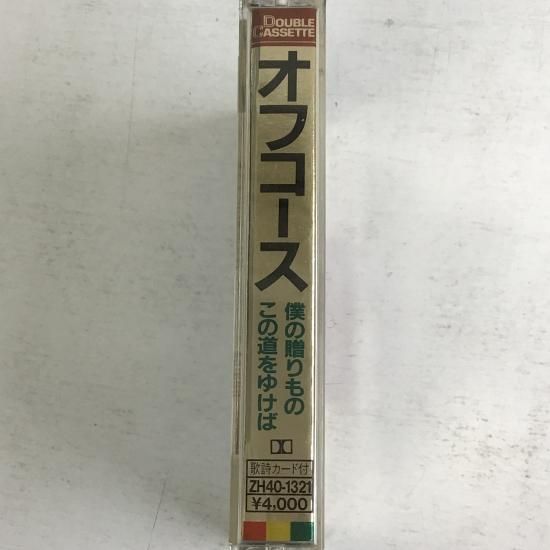 DOUBLE
CASSETTE
オフコース
僕の贈りもの
この道をゆけば
歌詩カード付
ZH40-1321
¥4,000